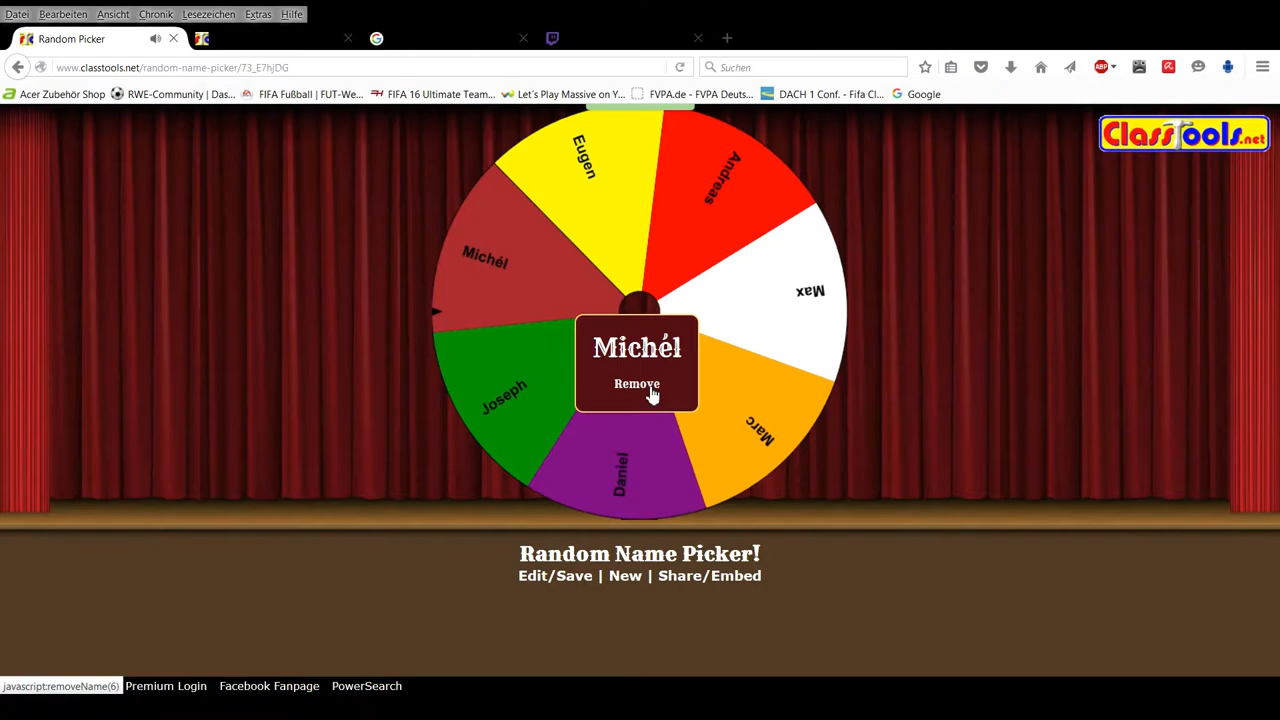 Datei Bearbeiten Ansicht Chronik Lesezeichen Extras Hilfe
Random Picker
www.classtools.net/random-name-picker/73_E7hjDG
Suchen
ABP
Acer Zubehör Shop RWE-Community | Das... FIFA Fußball | FUT-We... FIFA 16 Ultimate Team... Let´s Play Massive on Y... FVPA.de - FVPA Deuts... DACH 1 Conf. - Fifa Cl... Google
ClassTools.net
Eugen
Andreas
Michél
Max
Michél
Remove
Joseph
Marc
Daniel
Random Name Picker!
Edit/Save | New | Share/Embed
javascript:removeName(6) Premium Login Facebook Fanpage PowerSearch